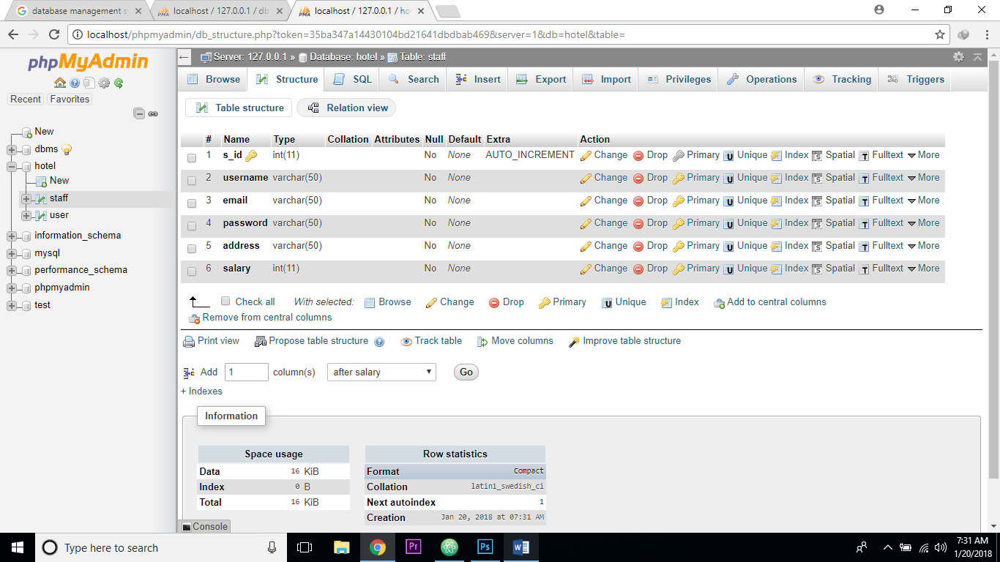 database management s
localhost / 127.0.0.1 / db
localhost / 127.0.0.1 / ho
localhost/phpmyadmin/db_structure.php?token=35ba347a14430104bd21641dbdbab469&server=1&db=hotel&table=
phpMyAdmin
Recent Favorites
New
dbms
hotel
New
staff
user
information_schema
mysql
performance_schema
phpmyadmin
test
Server: 127.0.0.1 » Database: hotel » Table: staff
Browse Structure SQL Search Insert Export Import Privileges Operations Tracking Triggers
Table structure Relation view
# Name Type Collation Attributes Null Default Extra Action
1 s_id int(11) No None AUTO_INCREMENT Change Drop Primary Unique Index Spatial Fulltext More
2 username varchar(50) No None Change Drop Primary Unique Index Spatial Fulltext More
3 email varchar(50) No None Change Drop Primary Unique Index Spatial Fulltext More
4 password varchar(50) No None Change Drop Primary Unique Index Spatial Fulltext More
5 address varchar(50) No None Change Drop Primary Unique Index Spatial Fulltext More
6 salary int(11) No None Change Drop Primary Unique Index Spatial Fulltext More
Check all With selected: Browse Change Drop Primary Unique Index Add to central columns
Remove from central columns
Print view Propose table structure Track table Move columns Improve table structure
Add 1 column(s) after salary Go
+ Indexes
Information
Space usage
Data 16 KiB
Index 0 B
Total 16 KiB
Row statistics
Format Compact
Collation latin1_swedish_ci
Next autoindex 1
Creation Jan 20, 2018 at 07:31 AM
Console
Type here to search
Pr
Ps
7:31 AM
1/20/2018